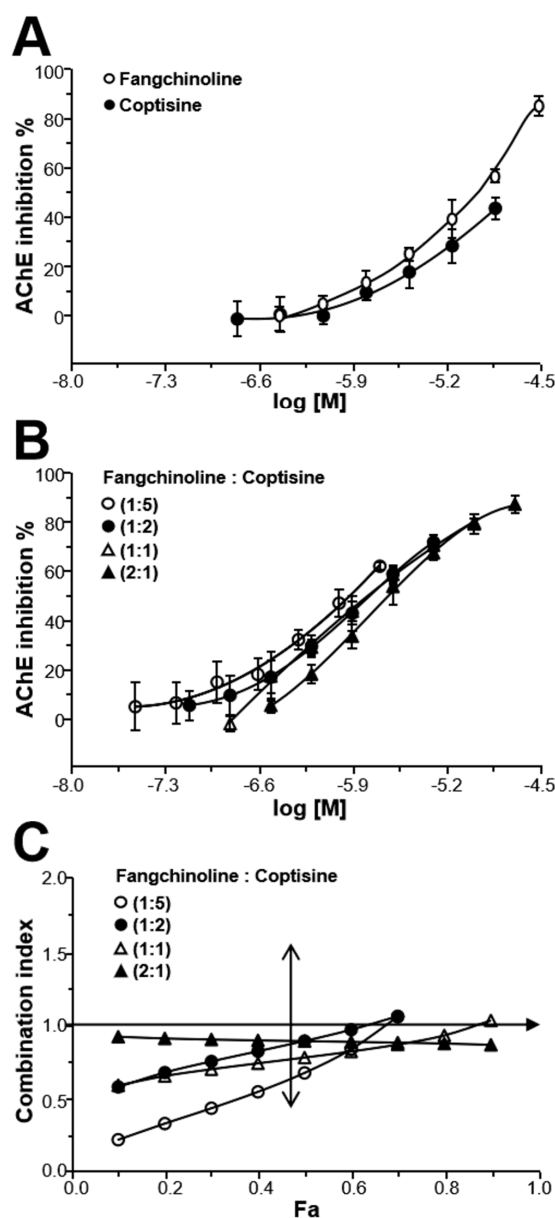 A
100
80
60
40
20
0
AChE inhibition %
Fangchinoline
Coptisine
-8.0 -7.3 -6.6 -5.9 -5.2 -4.5
log [M]
B
Fangchinoline : Coptisine
(1:5)
(1:2)
(1:1)
(2:1)
100
80
60
40
20
0
AChE inhibition %
-8.0 -7.3 -6.6 -5.9 -5.2 -4.5
log [M]
C
Fangchinoline : Coptisine
(1:5)
(1:2)
(1:1)
(2:1)
2.0
1.5
1.0
0.5
0.0
Combination index
0.0 0.2 0.4 0.6 0.8 1.0
Fa